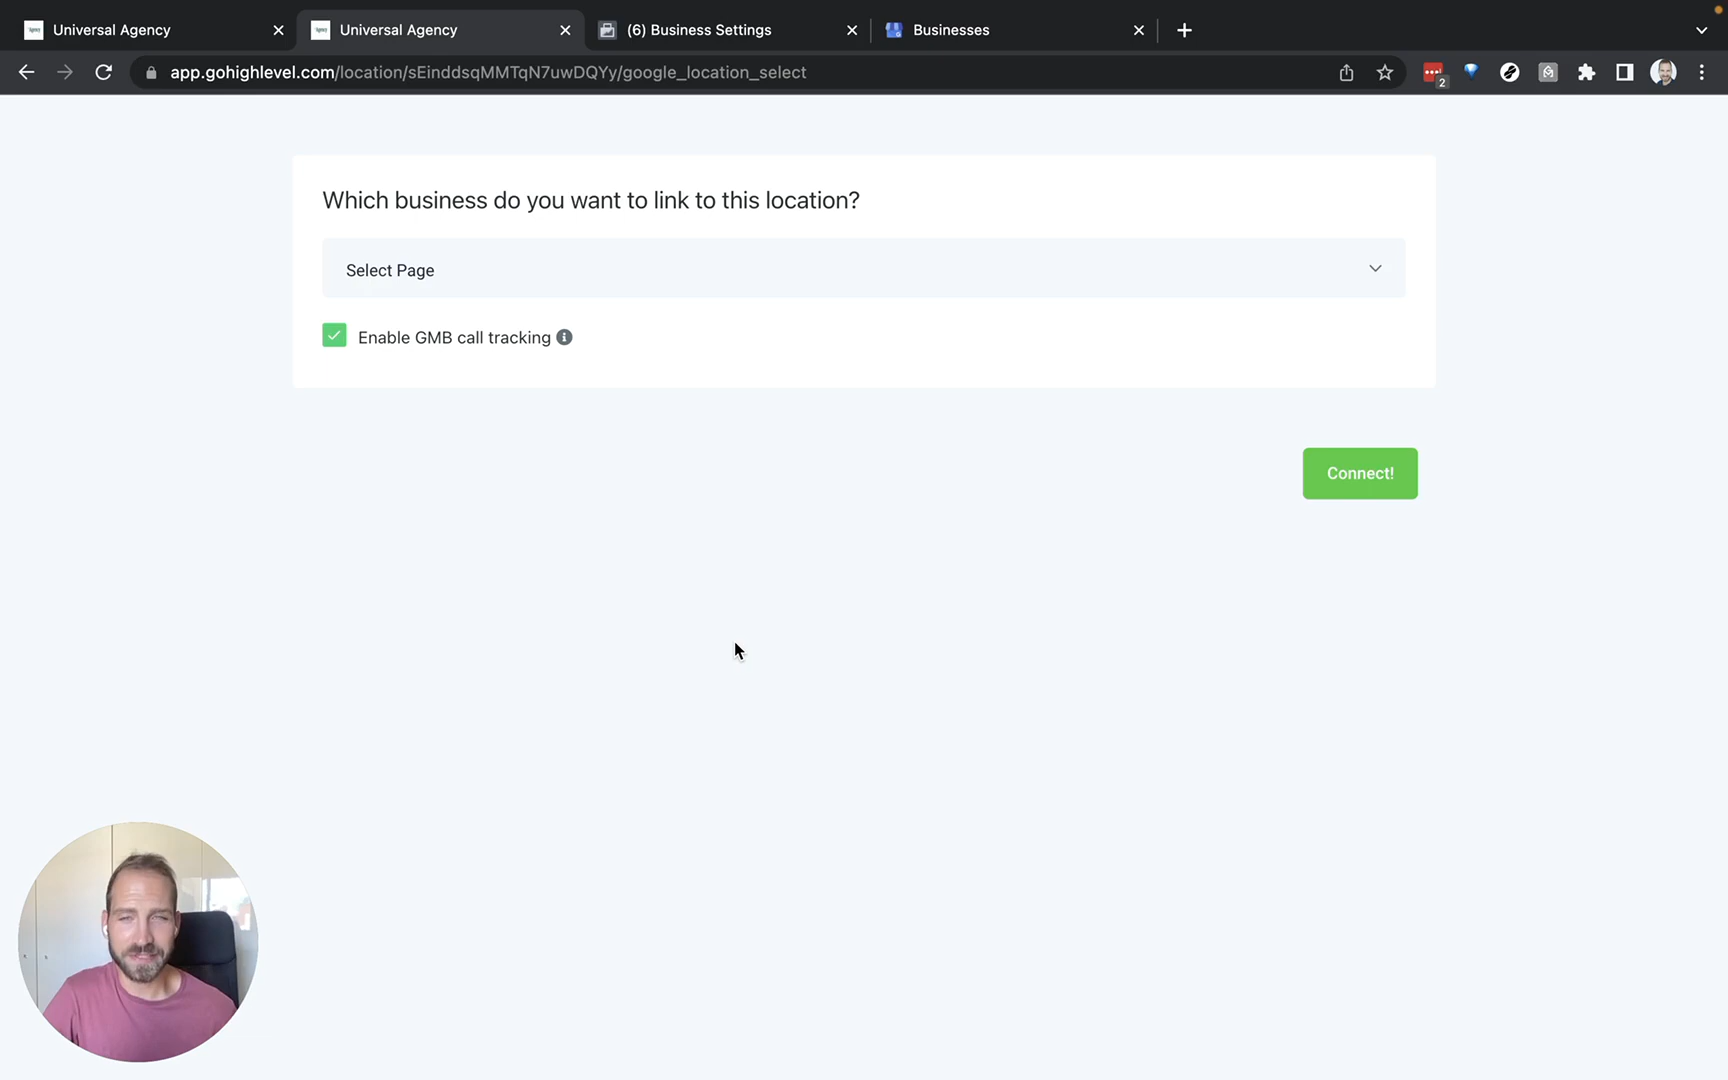 Universal Agency
Universal Agency
(6) Business Settings
Businesses
app.gohighlevel.com/location/sEinddsqMMTqN7uwDQYy/google_location_select
2
Which business do you want to link to this location?
Select Page
Enable GMB call tracking
Connect!